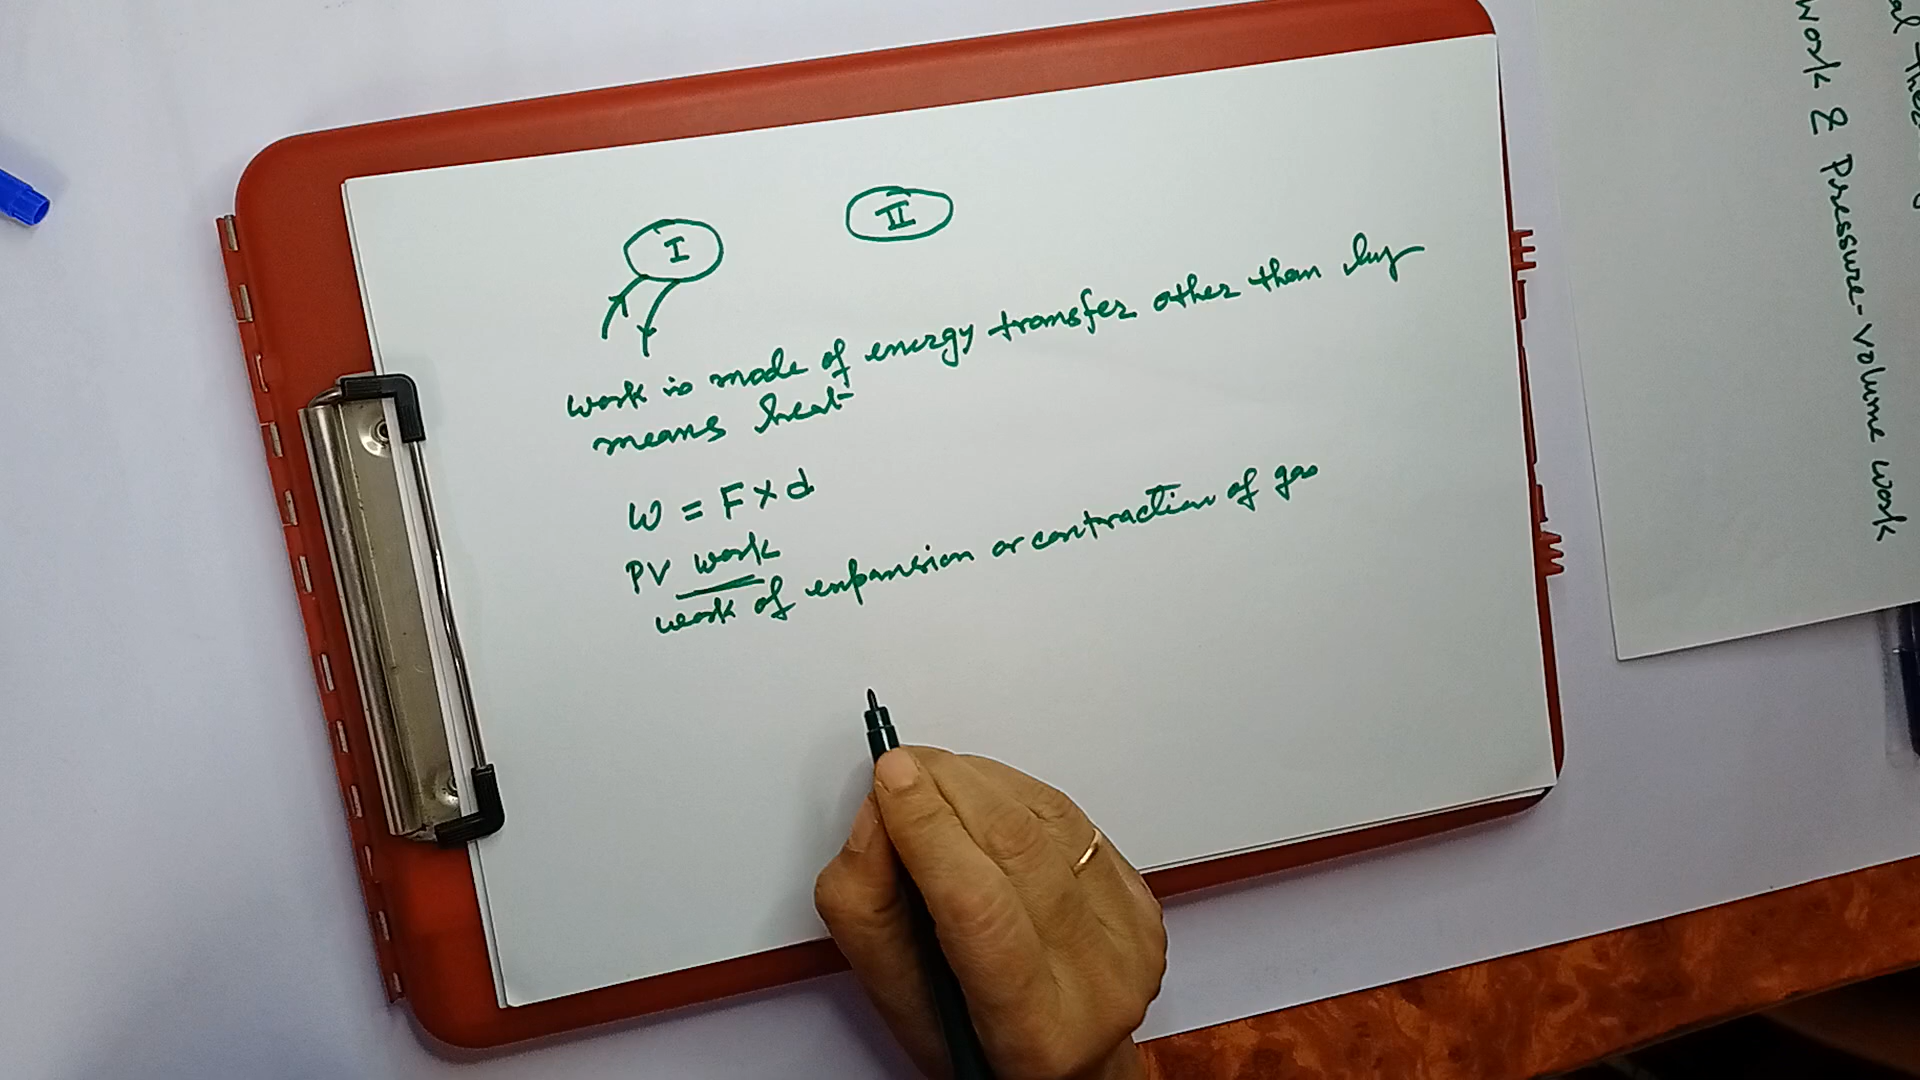 I
II
work is mode of energy transfer other than by
means heat
W = F × d
PV work
work of expansion or contraction of gas
Work & Pressure-Volume Work